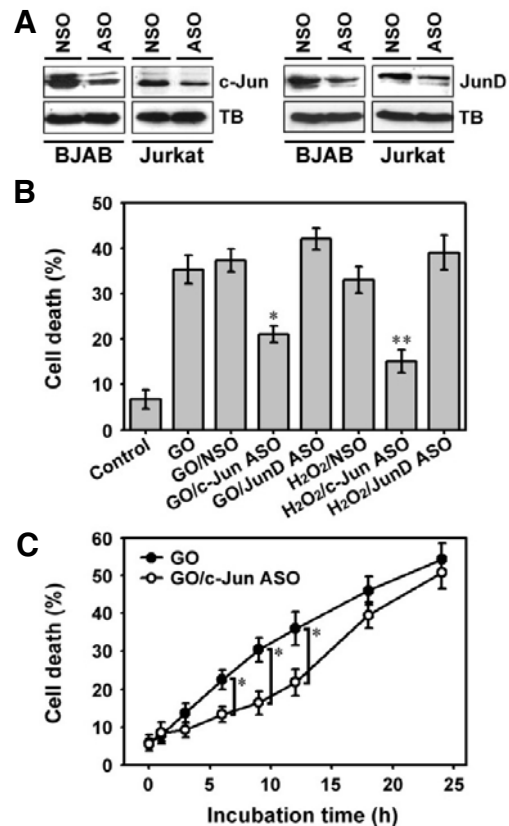 A
NSO ASO NSO ASO NSO ASO NSO ASO
c-Jun JunD
TB TB
BJAB Jurkat BJAB Jurkat
B
50
40
30
20
10
0
Cell death (%)
*
**
Control GO GO/NSO GO/c-Jun ASO GO/JunD ASO H₂O₂/NSO H₂O₂/c-Jun ASO H₂O₂/JunD ASO
C
60
50
40
30
20
10
0
Cell death (%)
GO
GO/c-Jun ASO
* * *
0 5 10 15 20 25
Incubation time (h)